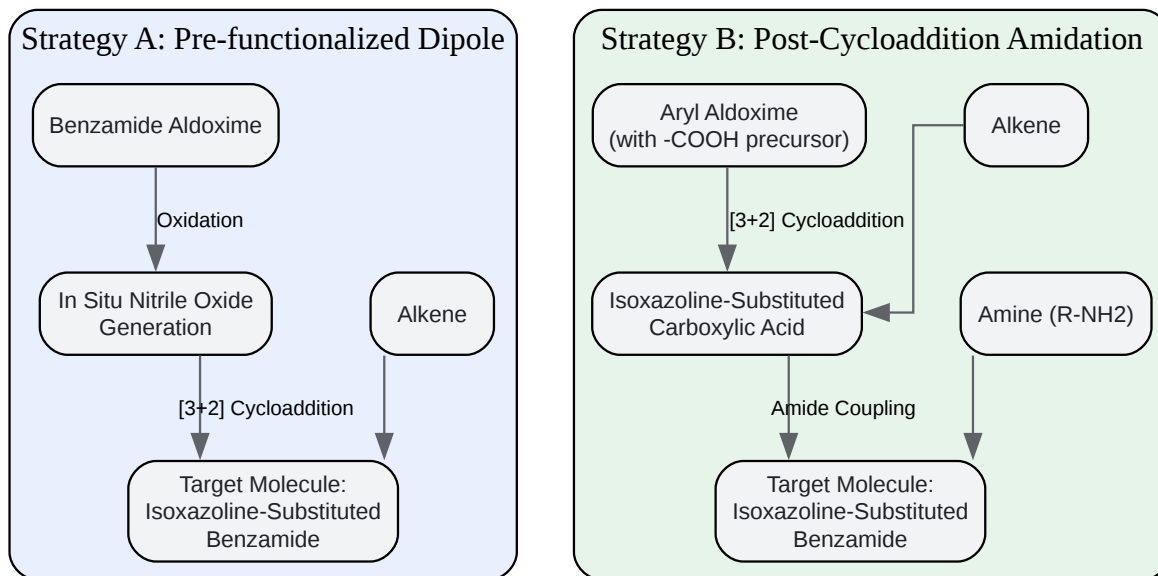 Strategy A: Pre-functionalized Dipole
Benzamide Aldoxime
Oxidation
In Situ Nitrile Oxide
Generation
Alkene
[3+2] Cycloaddition
Target Molecule:
Isoxazoline-Substituted
Benzamide
Strategy B: Post-Cycloaddition Amidation
Aryl Aldoxime
(with -COOH precursor)
Alkene
[3+2] Cycloaddition
Isoxazoline-Substituted
Carboxylic Acid
Amine (R-NH2)
Amide Coupling
Target Molecule:
Isoxazoline-Substituted
Benzamide